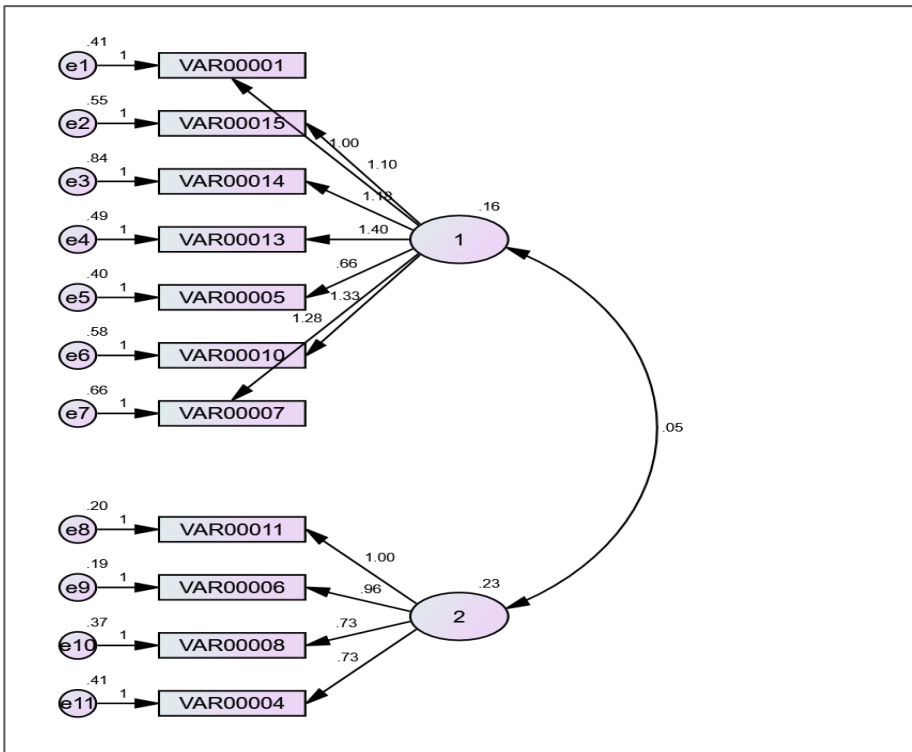 .41
e1 1 VAR00001
.55
e2 1 VAR00015
1.00
1.10
.84
e3 1 VAR00014
1.18
.16
.49
e4 1 VAR00013 1.40 1
.40
.66
e5 1 VAR00005
1.33
1.28
.58
e6 1 VAR00010
.66
e7 1 VAR00007
.05
.20
e8 1 VAR00011
1.00
.19
e9 1 VAR00006
.96
.23
2
.37
e10 1 VAR00008
.73
.73
.41
e11 1 VAR00004